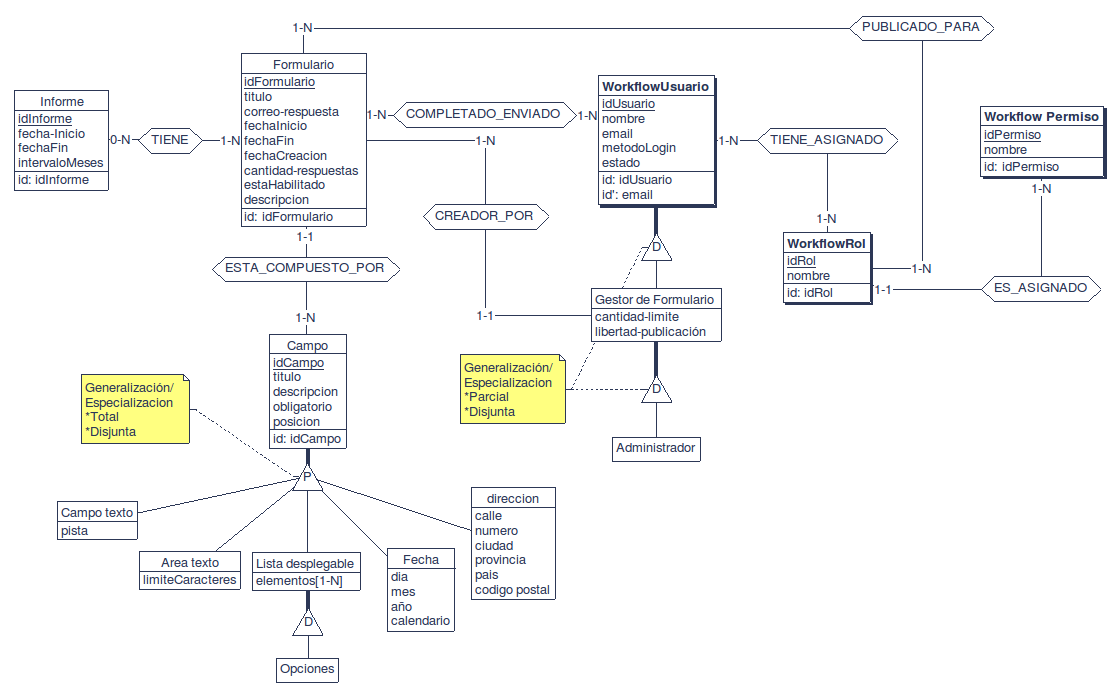 1-N
PUBLICADO_PARA
Formulario
idFormulario
titulo
correo-respuesta
fechaInicio
fechaFin
fechaCreacion
cantidad-respuestas
estaHabilitado
descripcion
id: idFormulario
Informe
idInforme
fecha-Inicio
fechaFin
intervaloMeses
id: idInforme
0-N
TIENE
1-N
1-N
COMPLETADO_ENVIADO
1-N
WorkflowUsuario
idUsuario
nombre
email
metodoLogin
estado
id: idUsuario
id': email
1-N
TIENE_ASIGNADO
1-N
Workflow Permiso
idPermiso
nombre
id: idPermiso
1-N
1-N
CREADOR_POR
1-1
WorkflowRol
idRol
nombre
id: idRol
1-N
1-1
ES_ASIGNADO
D
Gestor de Formulario
cantidad-limite
libertad-publicación
Generalización/
Especializacion
*Parcial
*Disjunta
D
Administrador
1-1
ESTA_COMPUESTO_POR
1-N
Campo
idCampo
titulo
descripcion
obligatorio
posicion
id: idCampo
Generalización/
Especializacion
*Total
*Disjunta
P
Campo texto
pista
Area texto
limiteCaracteres
Lista desplegable
elementos[1-N]
Fecha
dia
mes
año
calendario
direccion
calle
numero
ciudad
provincia
pais
codigo postal
D
Opciones